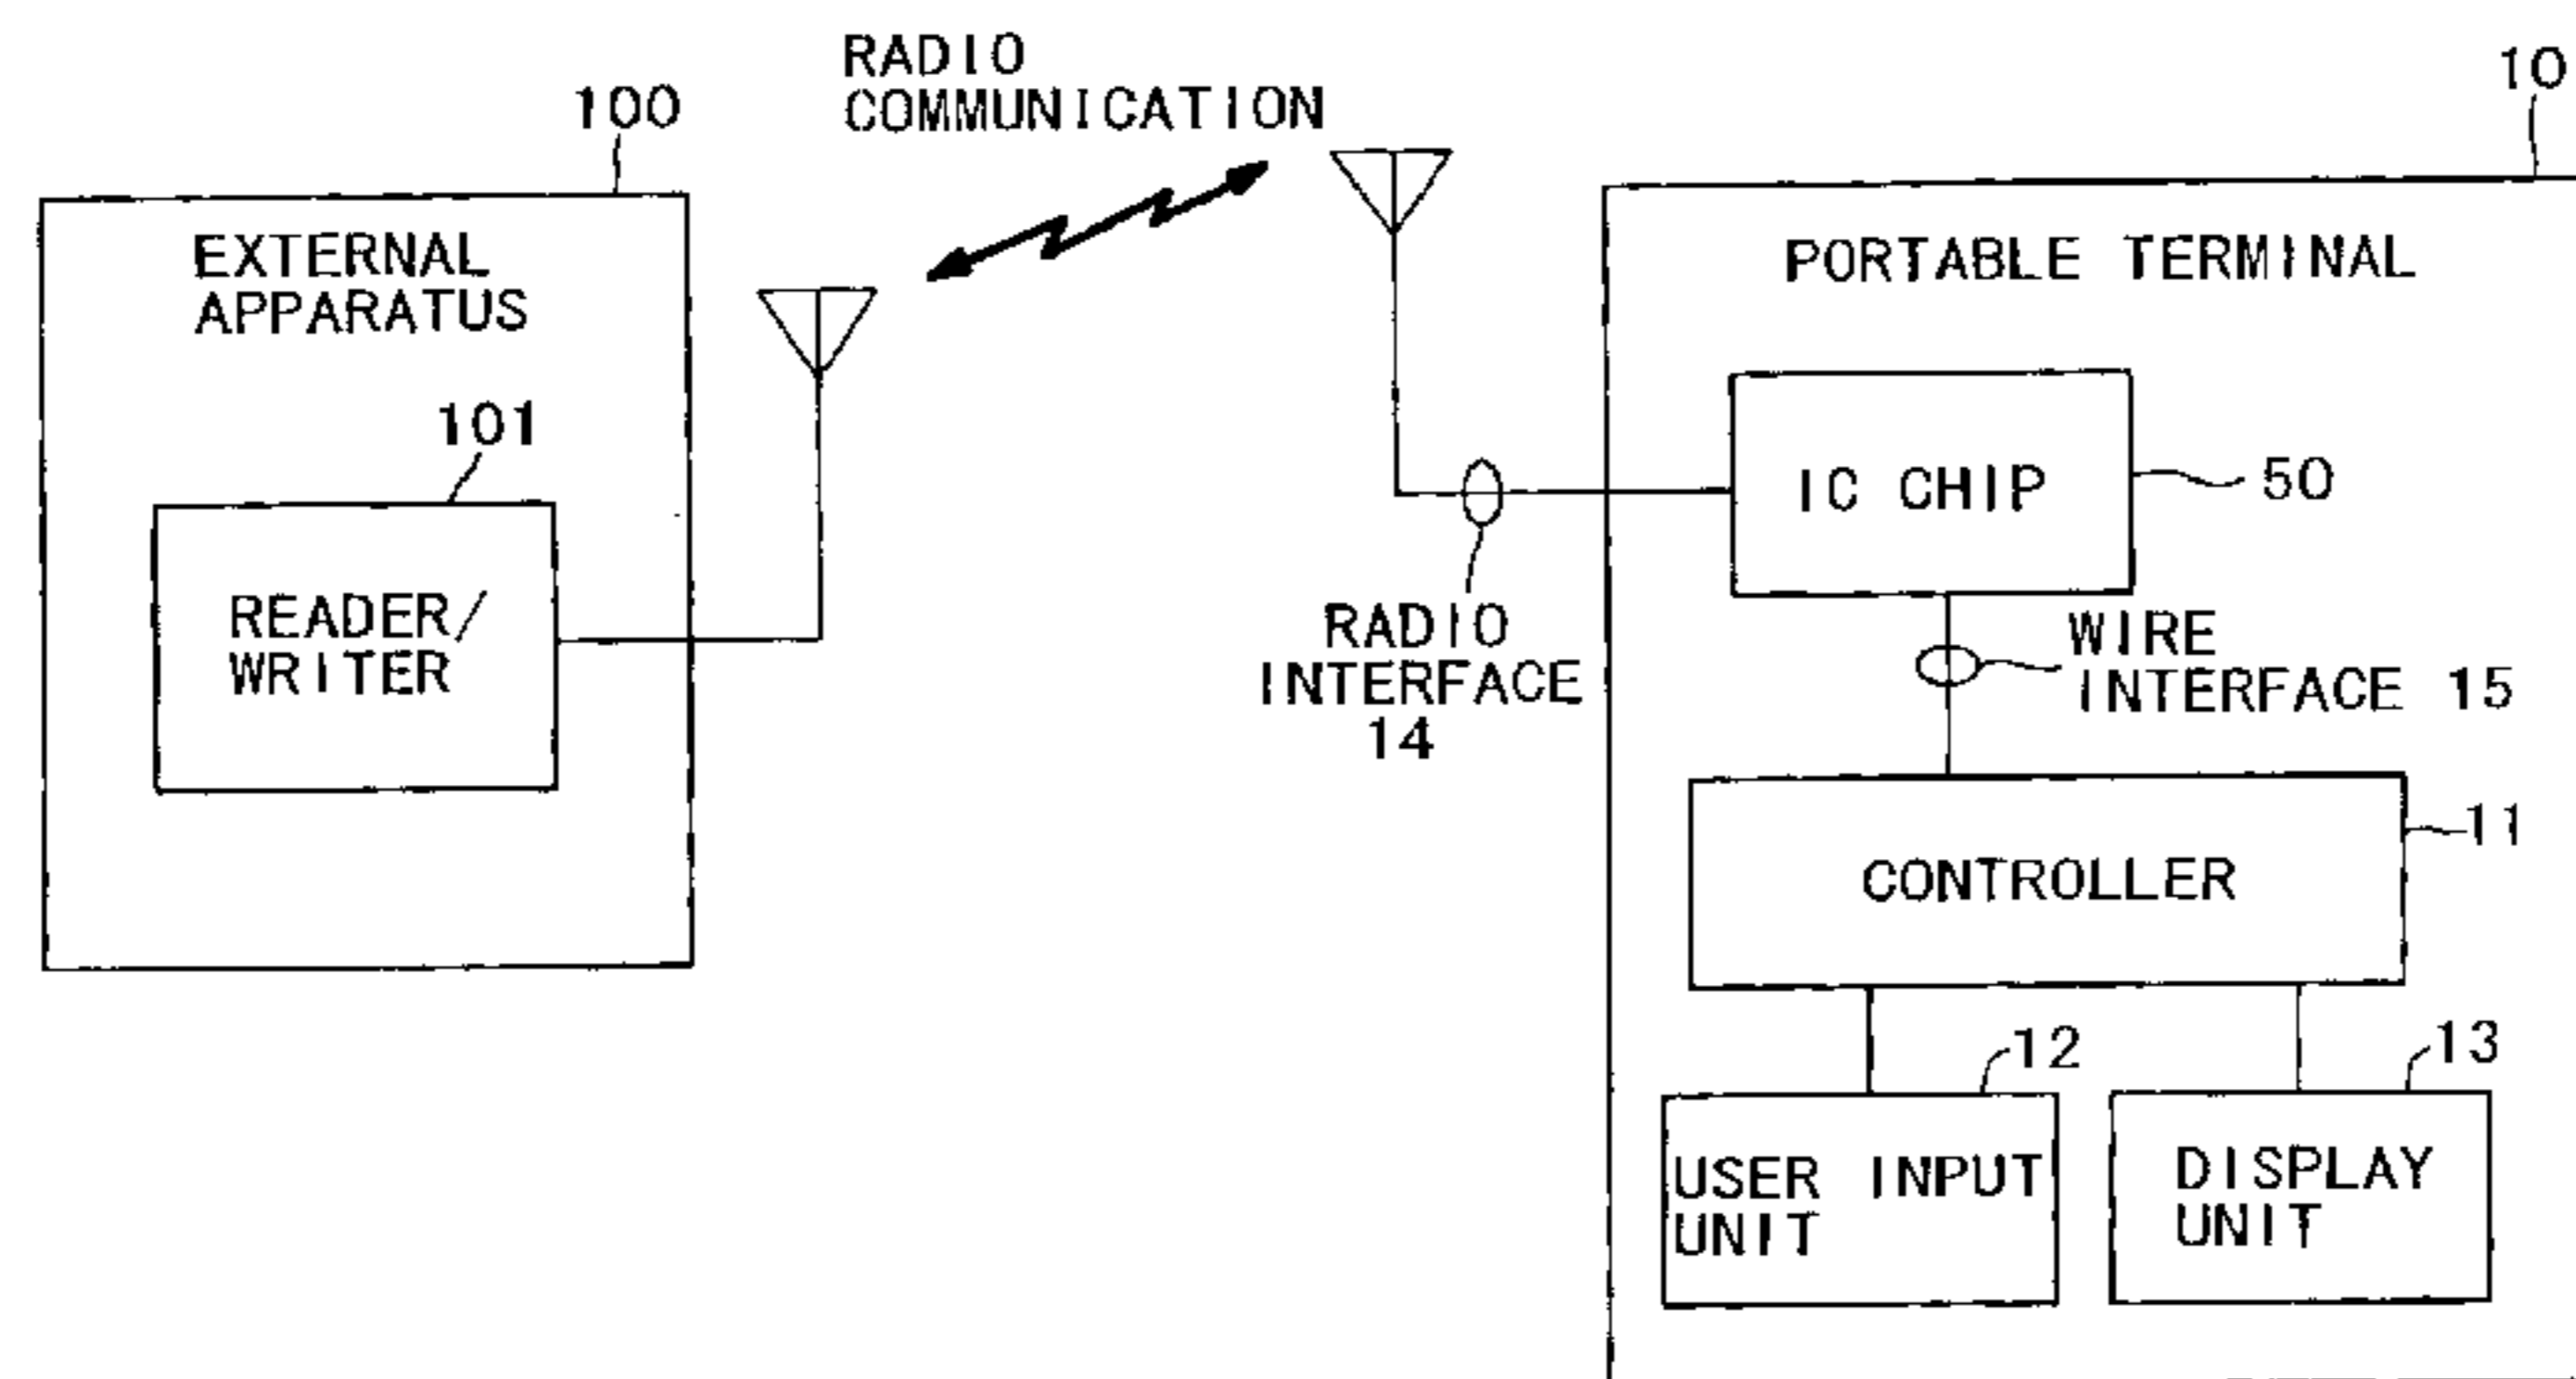 100
EXTERNAL
APPARATUS
101
READER/
WRITER
RADIO
COMMUNICATION
RADIO
INTERFACE
14
10
PORTABLE TERMINAL
IC CHIP
50
WIRE
INTERFACE 15
CONTROLLER
11
12
USER INPUT
UNIT
13
DISPLAY
UNIT